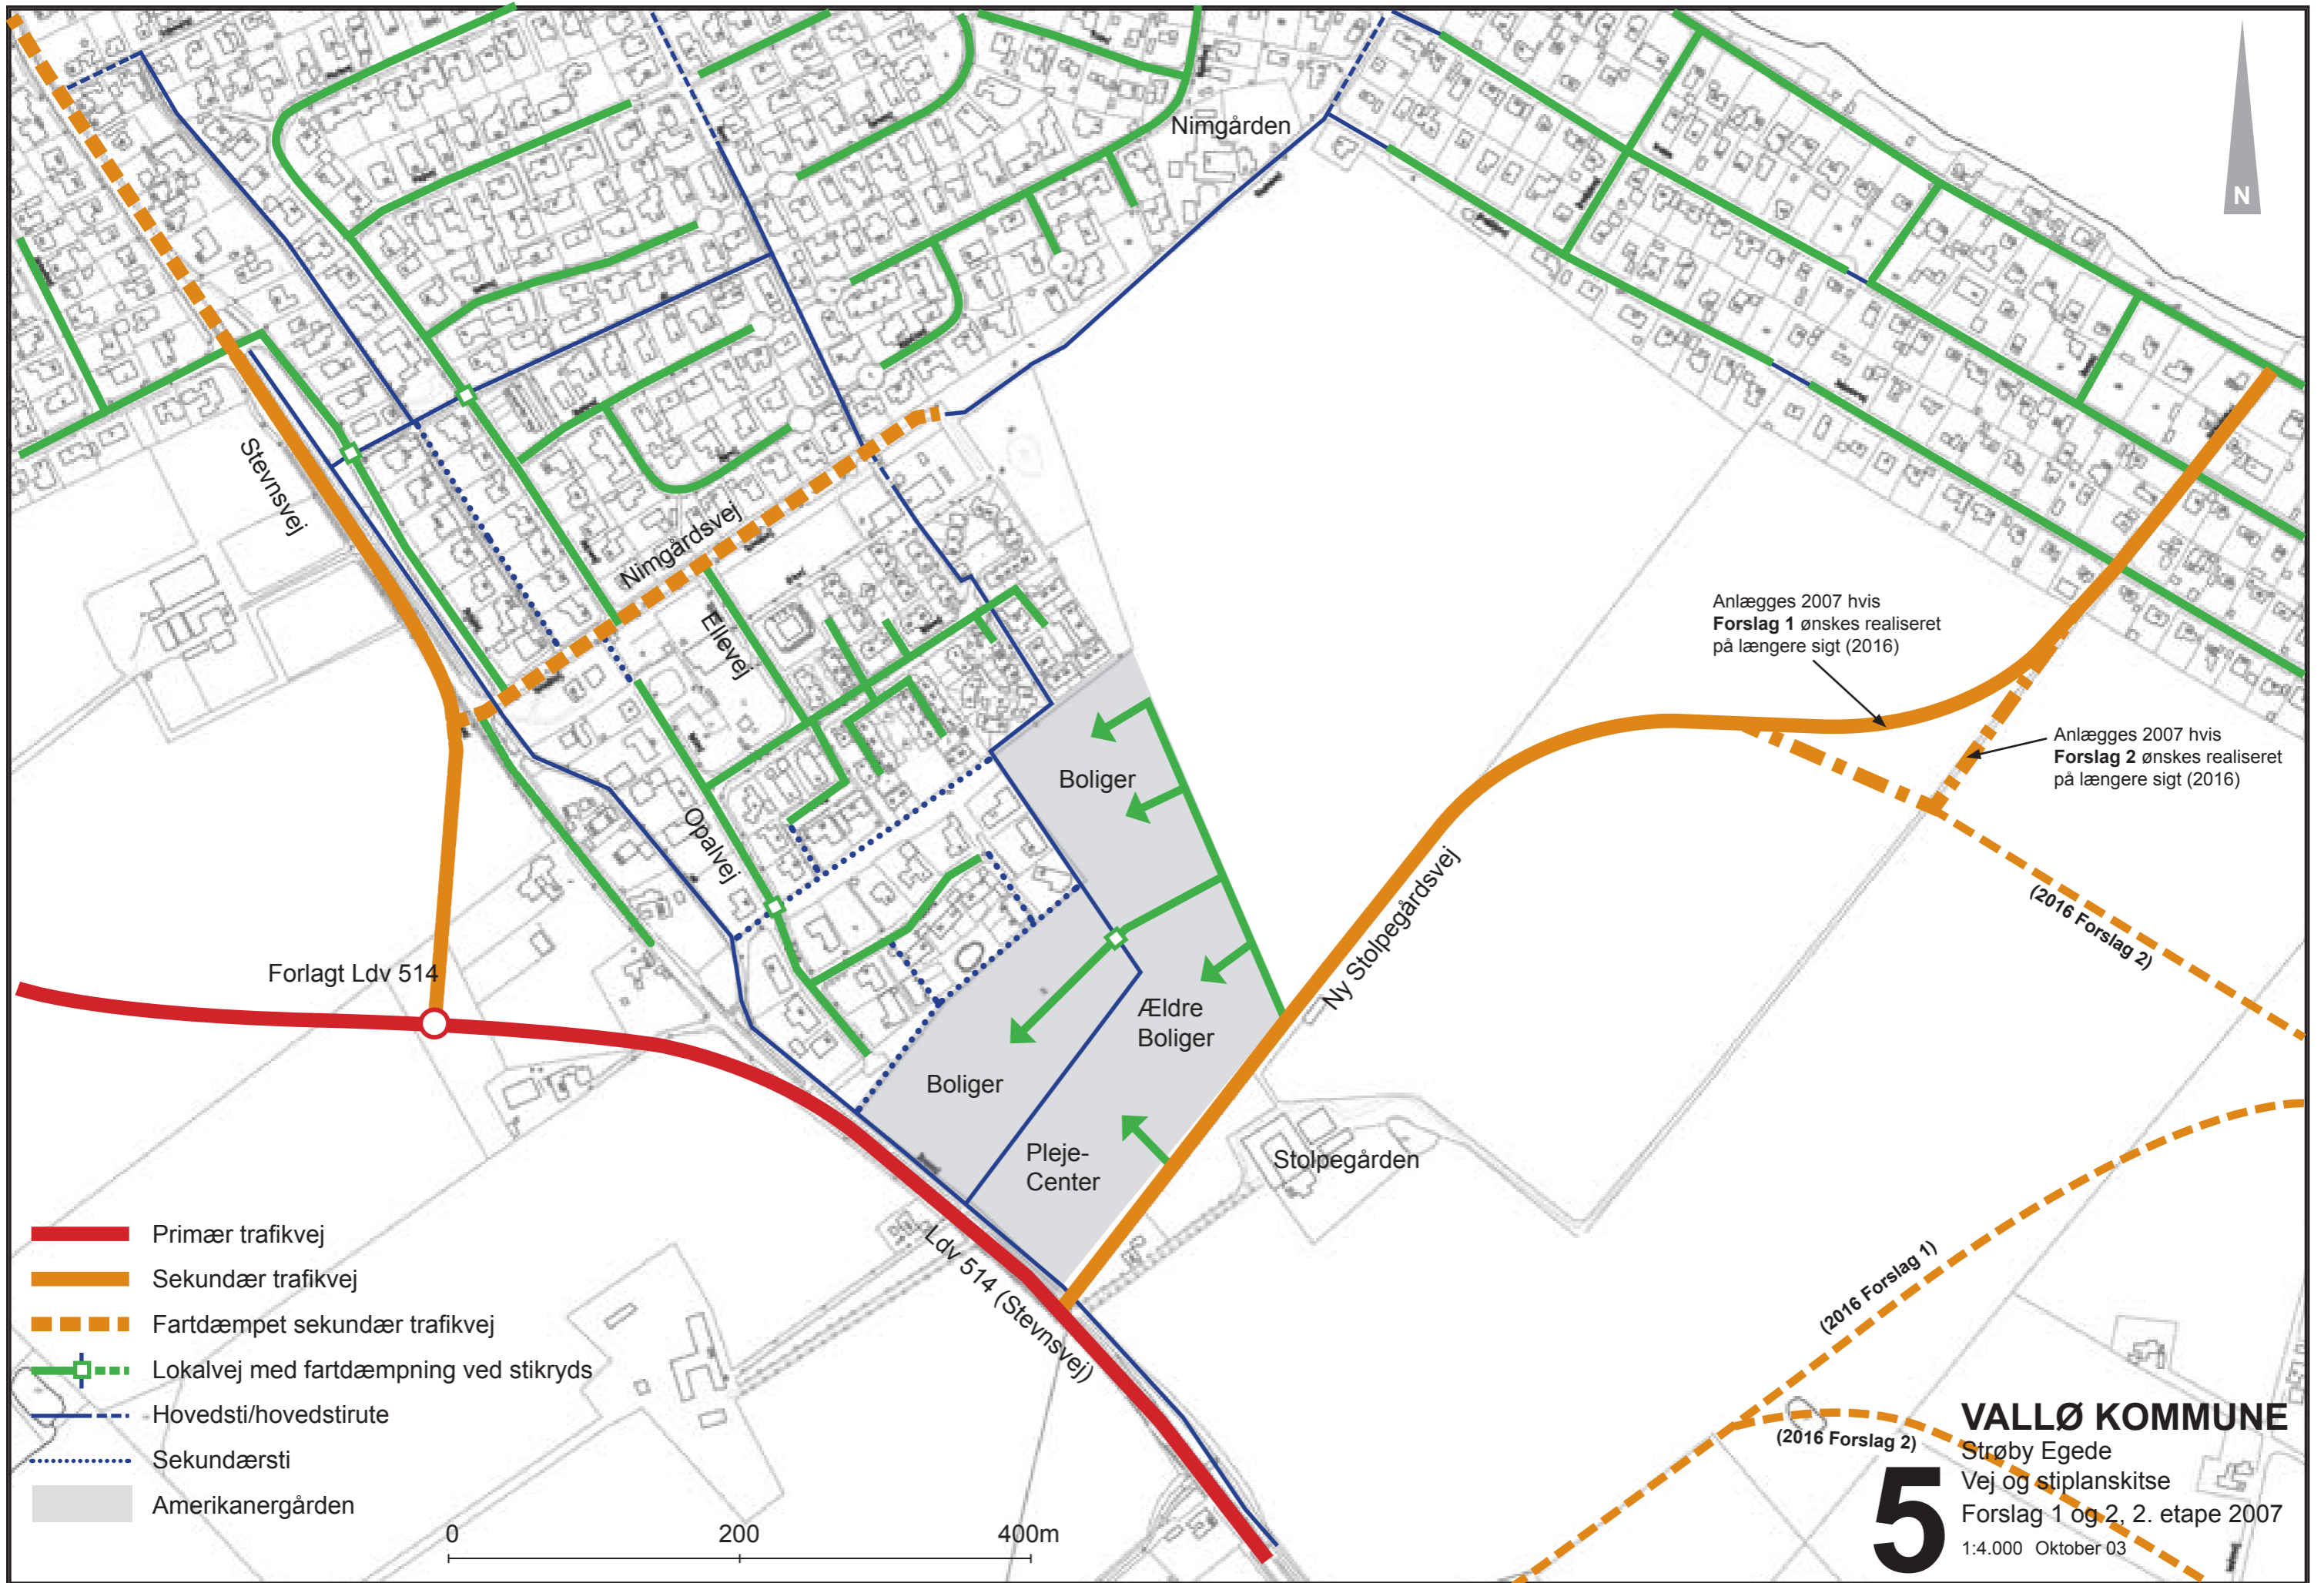 N
Nimgården
Stevnsvej
Nimgårdsvej
Ellevej
Opalvej
Anlægges 2007 hvis
Forslag 1 ønskes realiseret
på længere sigt (2016)
Anlægges 2007 hvis
Forslag 2 ønskes realiseret
på længere sigt (2016)
Boliger
(2016 Forslag 2)
Ny Stolpegårdsvej
Forlagt Ldv 514
Ældre
Boliger
Boliger
Pleje-
Center
Stolpegården
Ldv 514 (Stevnsvej)
(2016 Forslag 1)
(2016 Forslag 2)
Primær trafikvej
Sekundær trafikvej
Fartdæmpet sekundær trafikvej
Lokalvej med fartdæmpning ved stikryds
Hovedsti/hovedstirute
Sekundærsti
Amerikanergården
0 200 400m
VALLØ KOMMUNE
Strøby Egede
Vej og stiplanskitse
5
Forslag 1 og 2, 2. etape 2007
1:4.000 Oktober 03